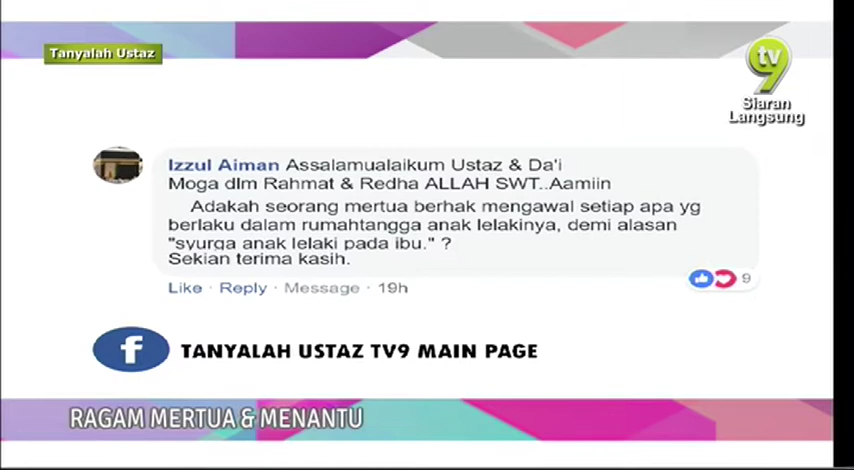 Tanyalah Ustaz
tv9
Siaran
Langsung
Izzul Aiman Assalamualaikum Ustaz & Da'i
Moga dlm Rahmat & Redha ALLAH SWT..Aamiin
Adakah seorang mertua berhak mengawal setiap apa yg
berlaku dalam rumahtangga anak lelakinya, demi alasan
"syurga anak lelaki pada ibu." ?
Sekian terima kasih.
9
Like · Reply · Message · 19h
f TANYALAH USTAZ TV9 MAIN PAGE
RAGAM MERTUA & MENANTU